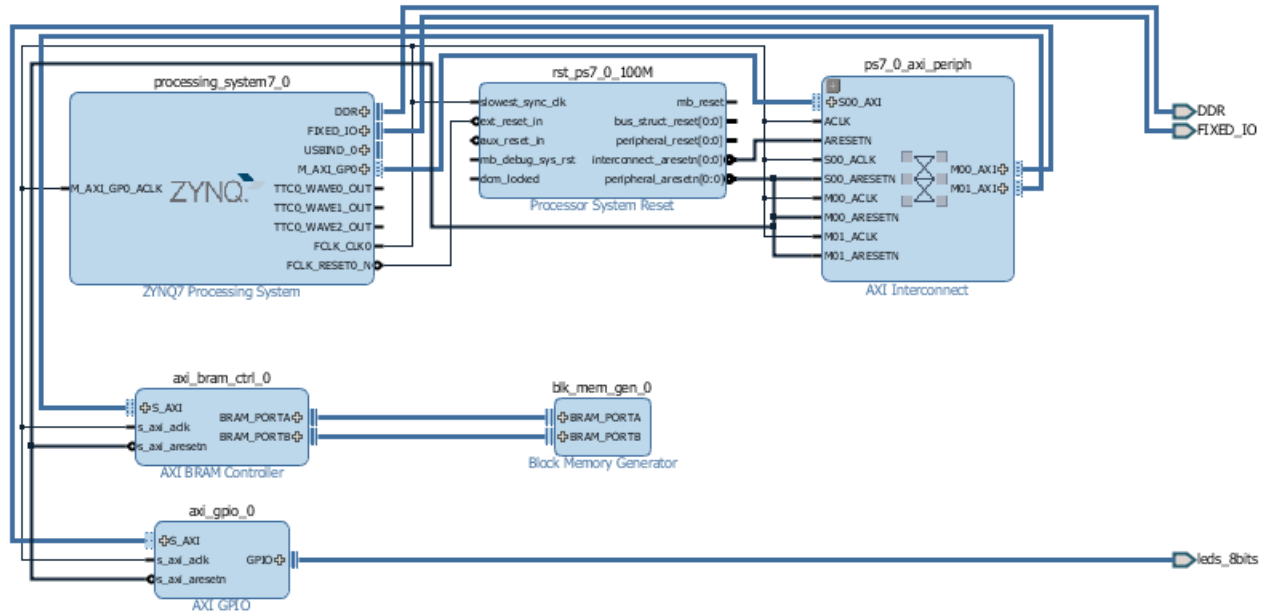 processing_system7_0
DDR
FIXED_IO
USBIND_0
M_AXI_GP0
M_AXI_GP0_ACLK
ZYNQ
TTC0_WAVE0_OUT
TTC0_WAVE1_OUT
TTC0_WAVE2_OUT
FCLK_CLK0
FCLK_RESET0_N
ZYNQ7 Processing System
rst_ps7_0_100M
slowest_sync_clk
mb_reset
ext_reset_in
bus_struct_reset[0:0]
aux_reset_in
peripheral_reset[0:0]
mb_debug_sys_rst
interconnect_aresetn[0:0]
dcm_locked
peripheral_aresetn[0:0]
Processor System Reset
ps7_0_axi_periph
S00_AXI
ACLK
ARESETN
S00_ACLK
S00_ARESETN
M00_ACLK
M00_ARESETN
M01_ACLK
M01_ARESETN
M00_AXI
M01_AXI
AXI Interconnect
DDR
FIXED_IO
axi_bram_ctrl_0
S_AXI
s_axi_aclk
s_axi_aresetn
BRAM_PORTA
BRAM_PORTB
AXI BRAM Controller
blk_mem_gen_0
BRAM_PORTA
BRAM_PORTB
Block Memory Generator
axi_gpio_0
S_AXI
s_axi_aclk
s_axi_aresetn
GPIO
AXI GPIO
leds_8bits